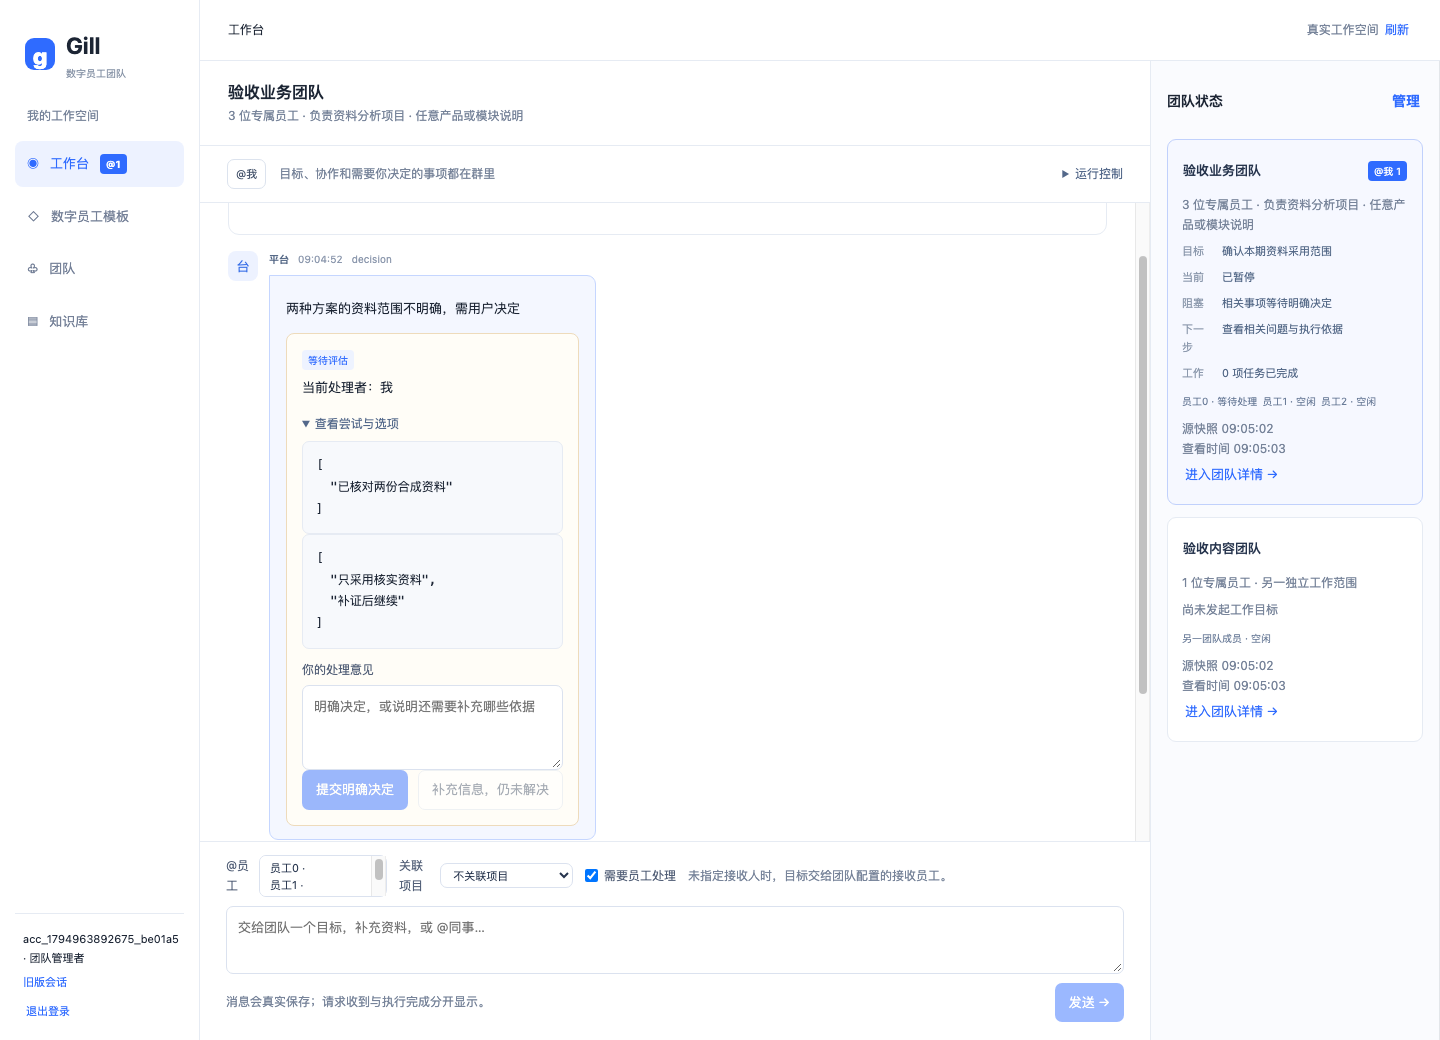 g
Gill
数字员工团队
我的工作空间
工作台 @1
数字员工模板
团队
知识库
acc_1794963892675_be01a5
· 团队管理者
旧版会话
退出登录
工作台
真实工作空间 刷新
验收业务团队
3 位专属员工 · 负责资料分析项目 · 任意产品或模块说明
@我 目标、协作和需要你决定的事项都在群里
运行控制
台
平台 09:04:52 decision
两种方案的资料范围不明确，需用户决定
等待评估
当前处理者：我
查看尝试与选项
[
"已核对两份合成资料"
]
[
"只采用核实资料",
"补证后继续"
]
你的处理意见
明确决定，或说明还需要补充哪些依据
提交明确决定 补充信息，仍未解决
@员
工
员工0 ·
员工1 ·
关联
项目
不关联项目
需要员工处理 未指定接收人时，目标交给团队配置的接收员工。
交给团队一个目标，补充资料，或 @同事...
消息会真实保存；请求收到与执行完成分开显示。
发送 →
团队状态 管理
验收业务团队 @我 1
3 位专属员工 · 负责资料分析项目 · 任意产
品或模块说明
目标 确认本期资料采用范围
当前 已暂停
阻塞 相关事项等待明确决定
下一
步
查看相关问题与执行依据
工作 0 项任务已完成
员工0 · 等待处理 员工1 · 空闲 员工2 · 空闲
源快照 09:05:02
查看时间 09:05:03
进入团队详情 →
验收内容团队
1 位专属员工 · 另一独立工作范围
尚未发起工作目标
另一团队成员 · 空闲
源快照 09:05:02
查看时间 09:05:03
进入团队详情 →